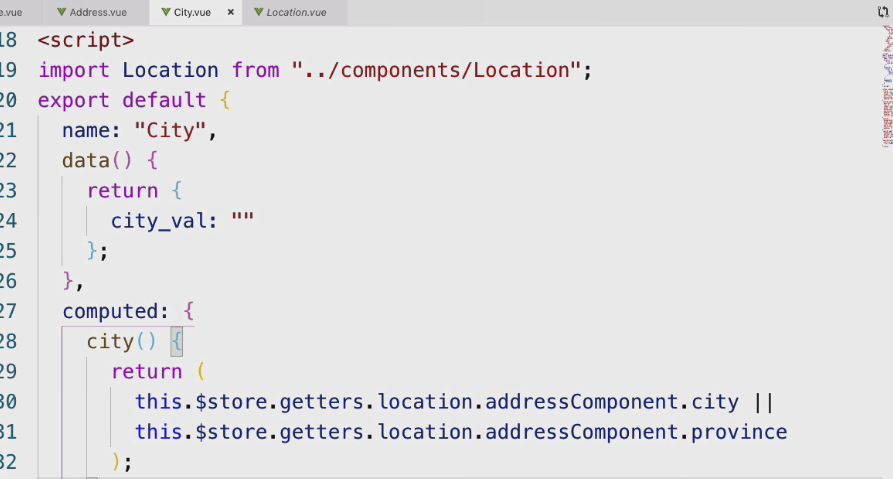 e.vue Address.vue City.vue × Location.vue
18 <script>
19 import Location from "../components/Location";
20 export default {
21 name: "City",
22 data() {
23 return {
24 city_val: ""
25 };
26 },
27 computed: {
28 city() {
29 return (
30 this.$store.getters.location.addressComponent.city ||
31 this.$store.getters.location.addressComponent.province
32 );